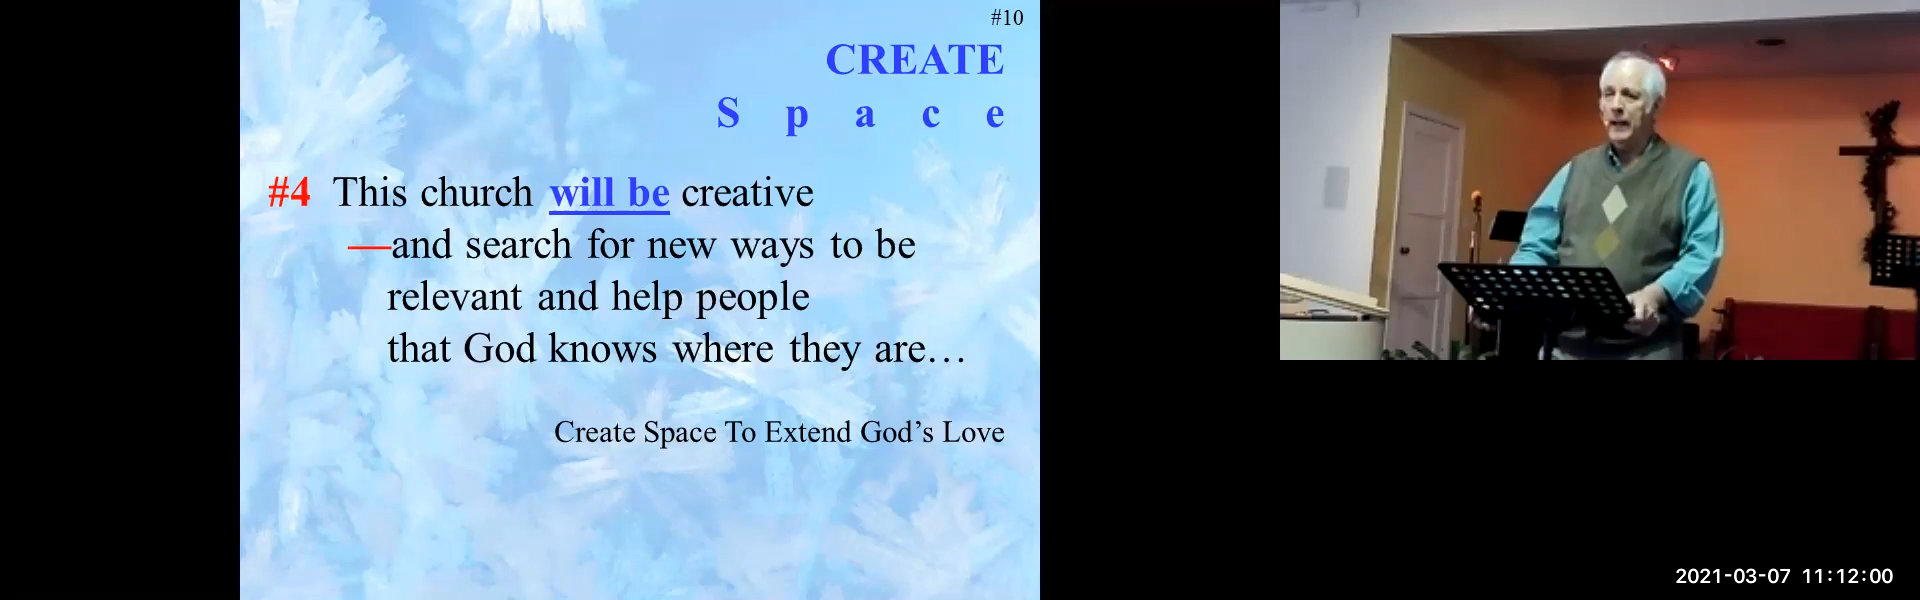 #10
CREATE
S p a c e
#4 This church will be creative
—and search for new ways to be
relevant and help people
that God knows where they are…
Create Space To Extend God’s Love
2021-03-07 11:12:00